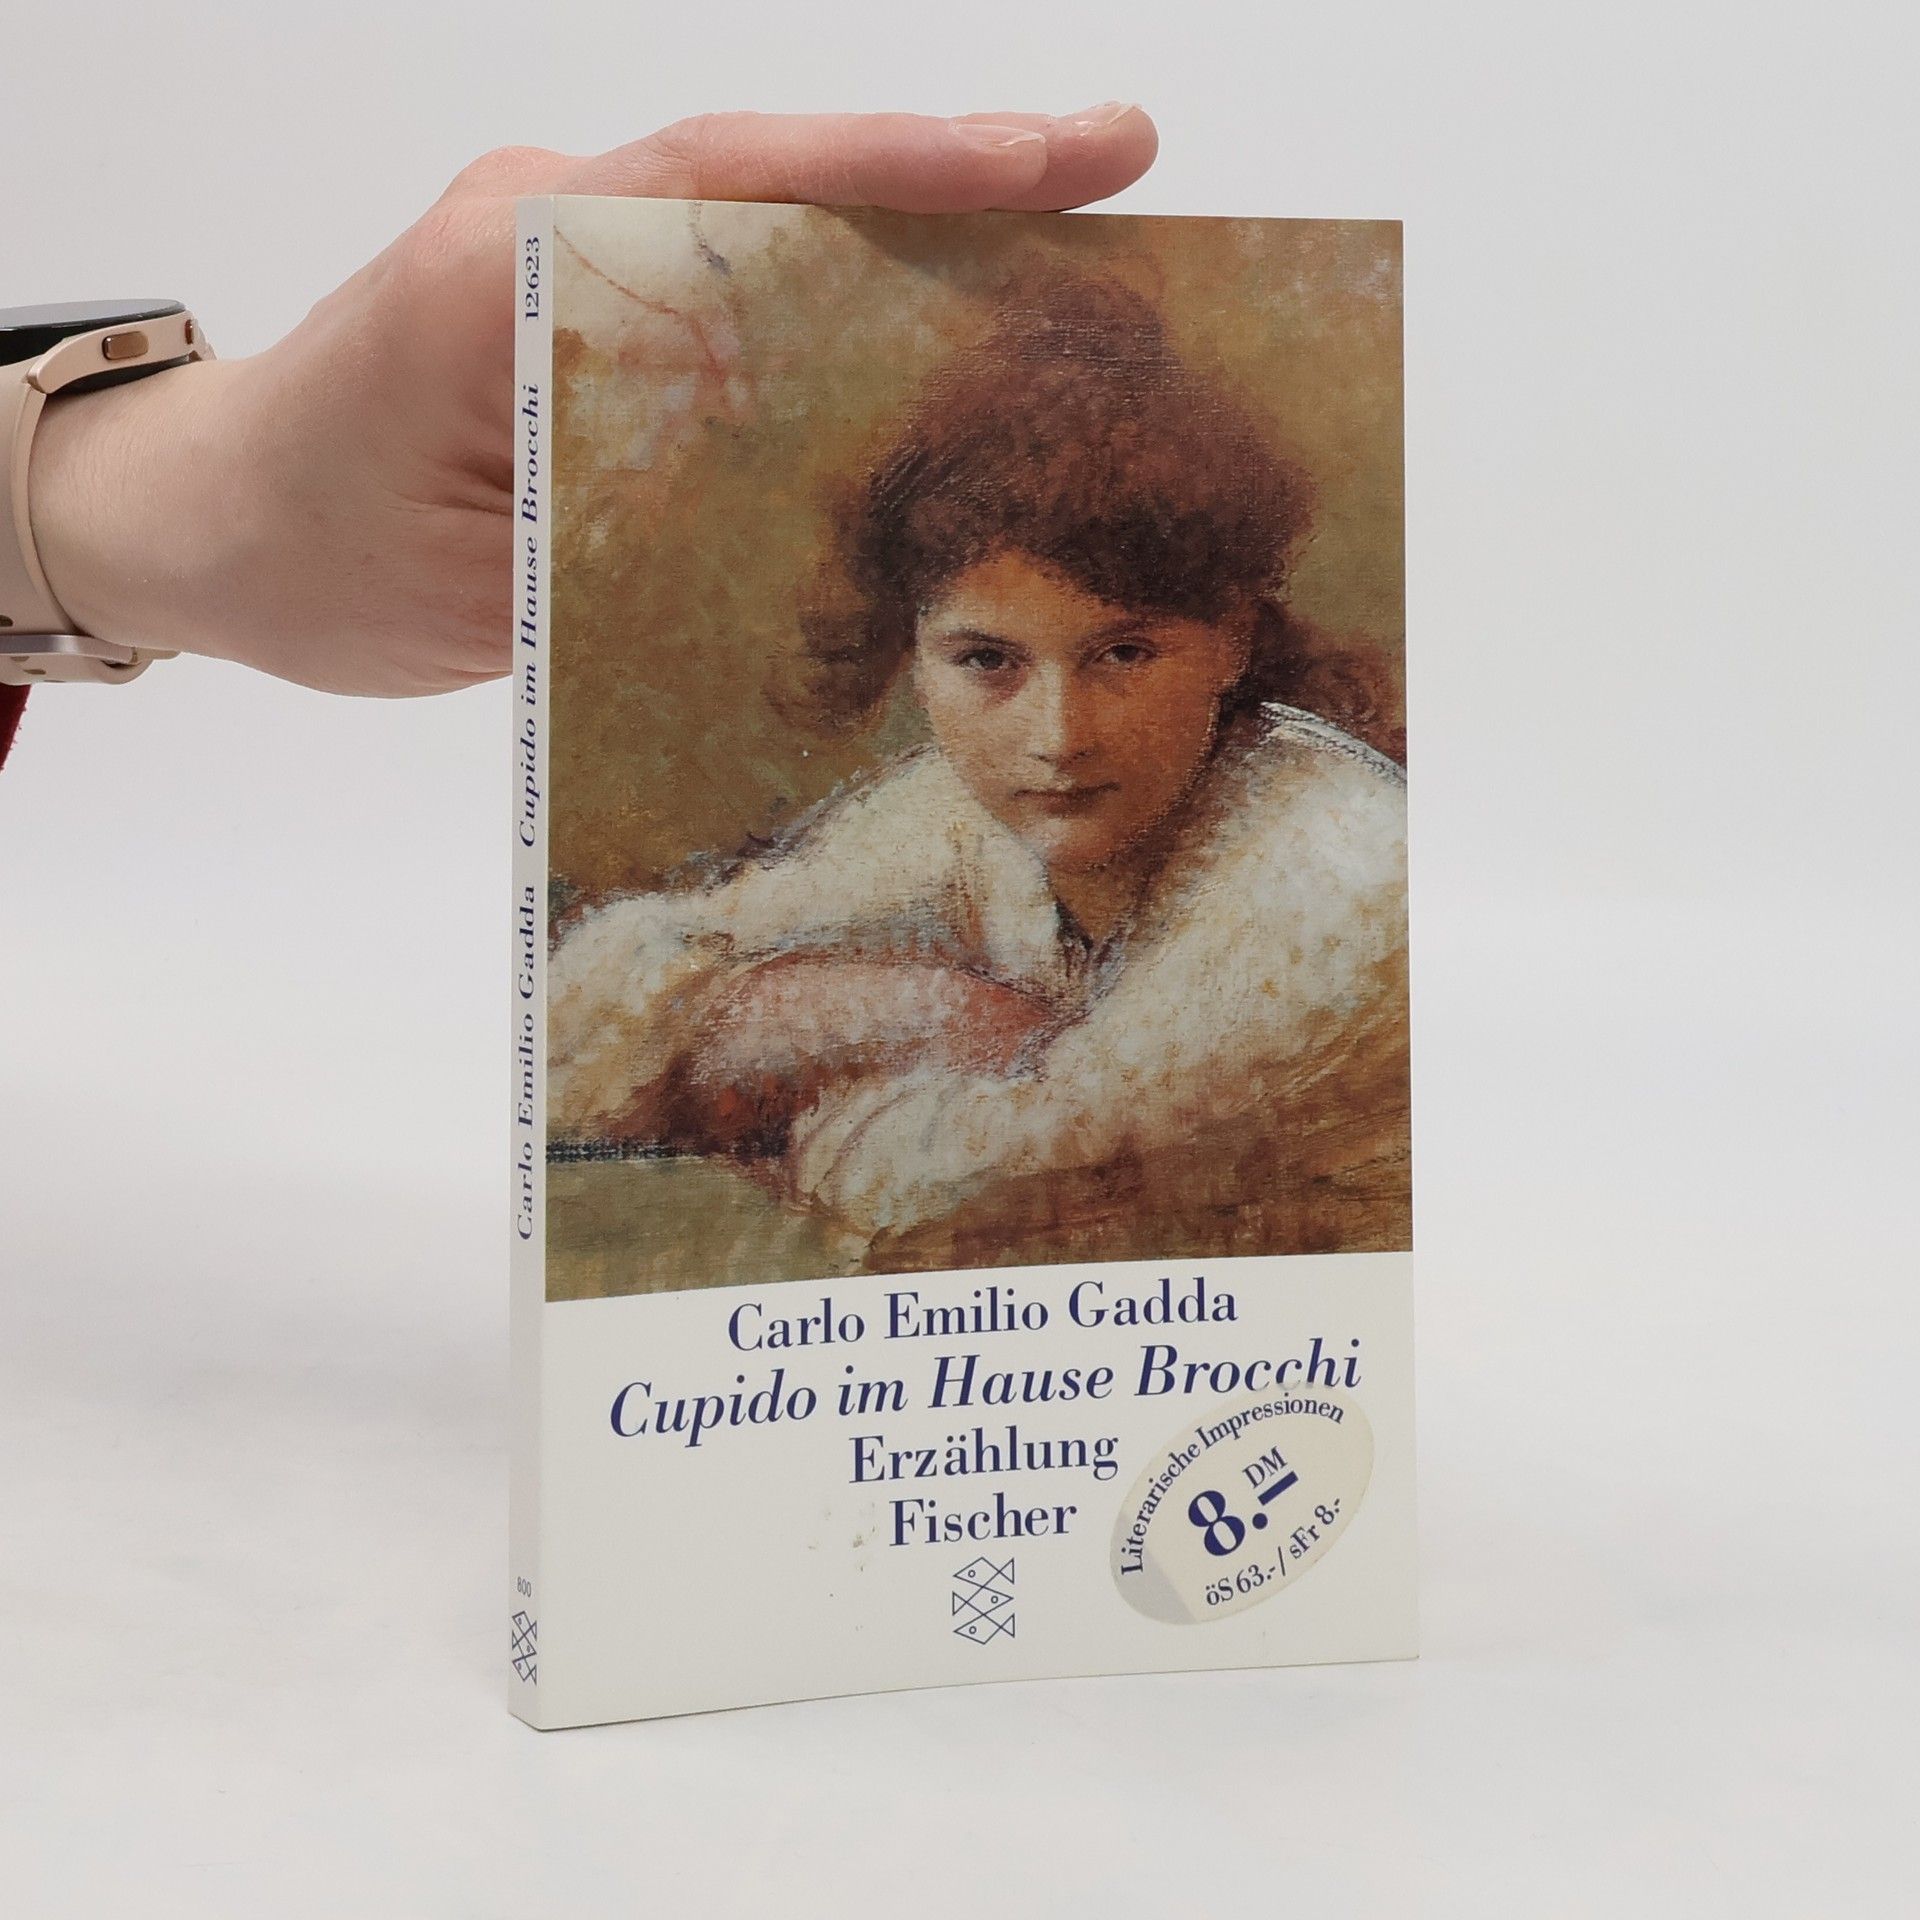 Carlo Emilio Gadda Cupido im Hause Brocchi 12623
800
Carlo Emilio Gadda
Cupido im Hause Brocchi
Erzählung
Fischer
Literarische Impressionen
DM
8.–
öS 63.-/ sFr 8.-